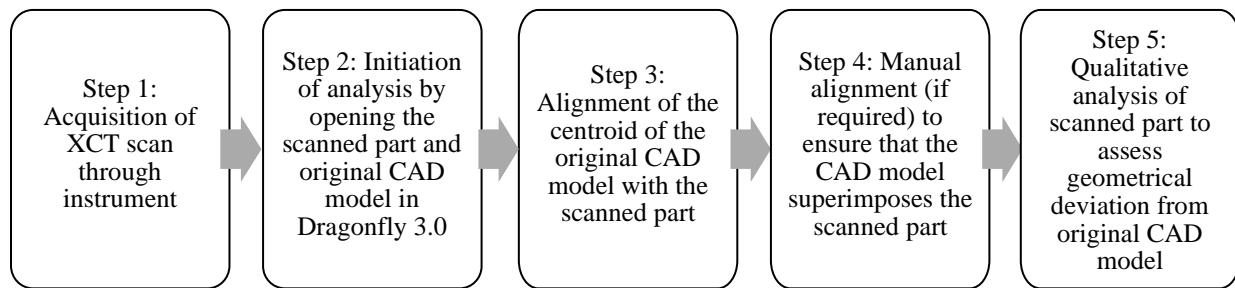 Step 1:
Acquisition of
XCT scan
through
instrument
Step 2: Initiation
of analysis by
opening the
scanned part and
original CAD
model in
Dragonfly 3.0
Step 3:
Alignment of the
centroid of the
original CAD
model with the
scanned part
Step 4: Manual
alignment (if
required) to
ensure that the
CAD model
superimposes the
scanned part
Step 5:
Qualitative
analysis of
scanned part to
assess
geometrical
deviation from
original CAD
model